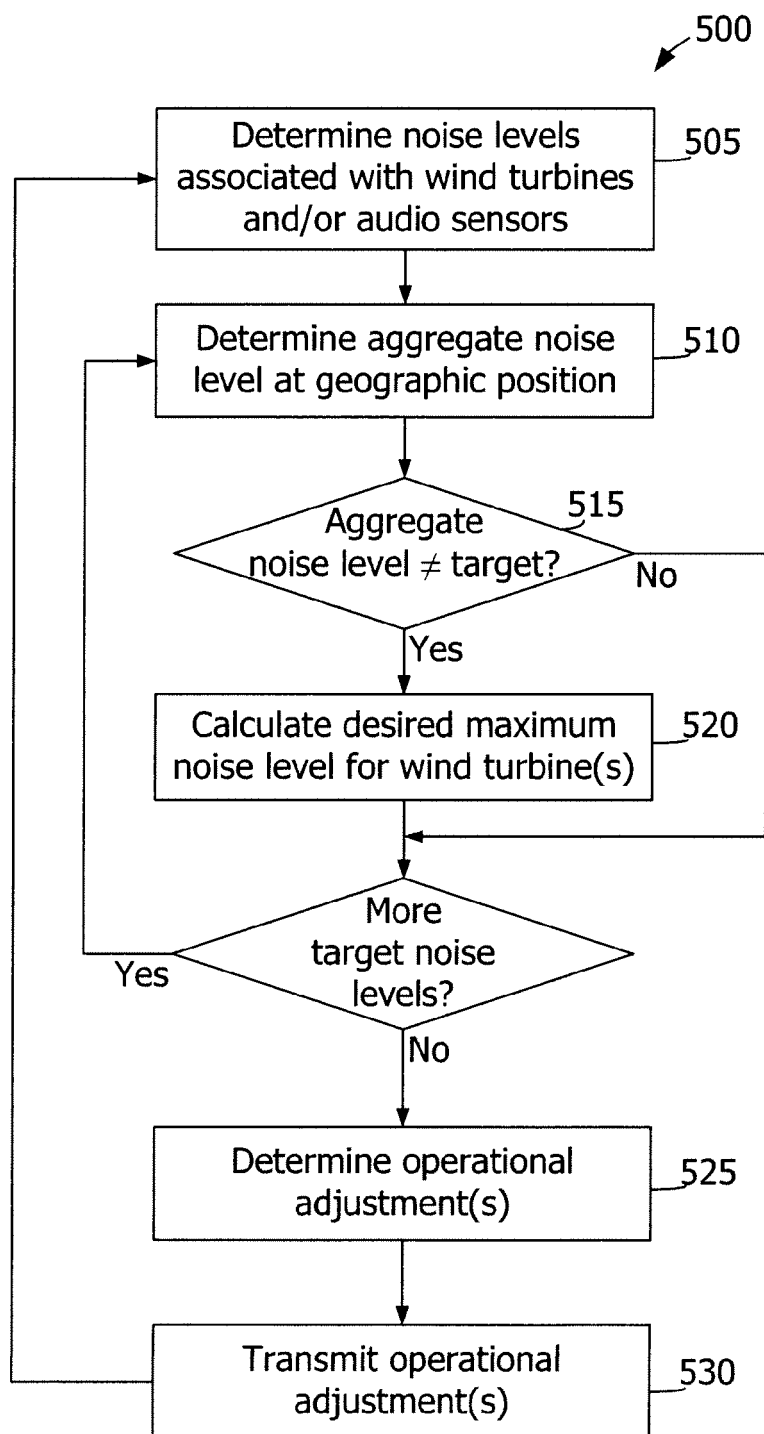 500
Determine noise levels
associated with wind turbines
and/or audio sensors
505
Determine aggregate noise
level at geographic position
510
Aggregate
noise level ≠ target?
515
No
Yes
Calculate desired maximum
noise level for wind turbine(s)
520
More
target noise
levels?
Yes
No
Determine operational
adjustment(s)
525
Transmit operational
adjustment(s)
530